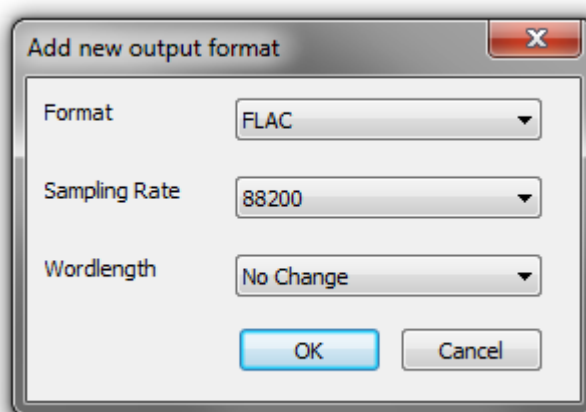 Add new output format
Format FLAC
Sampling Rate 88200
Wordlength No Change
OK Cancel